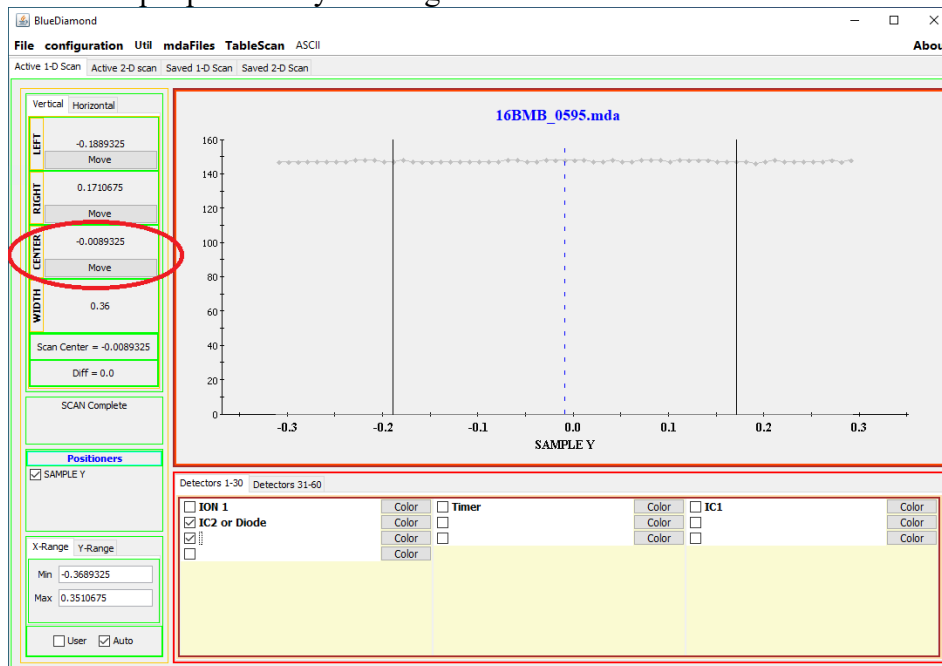 BlueDiamond
File configuration Util mdaFiles TableScan ASCII Abou
Active 1-D Scan Active 2-D scan Saved 1-D Scan Saved 2-D Scan
Vertical Horizontal
LEFT
-0.1889325
Move
RIGHT
0.1710675
Move
CENTER
-0.0089325
Move
WIDTH
0.36
Scan Center = -0.0089325
Diff = 0.0
SCAN Complete
Positioners
SAMPLE Y
X-Range Y-Range
Min -0.3689325
Max 0.3510675
User Auto
16BMB_0595.mda
160
140
120
100
80
60
40
20
0
-0.3 -0.2 -0.1 0.0 0.1 0.2 0.3
SAMPLE Y
Detectors 1-30 Detectors 31-60
ION 1 Color Timer Color IC1 Color
IC2 or Diode Color Color Color
Color Color Color
Color